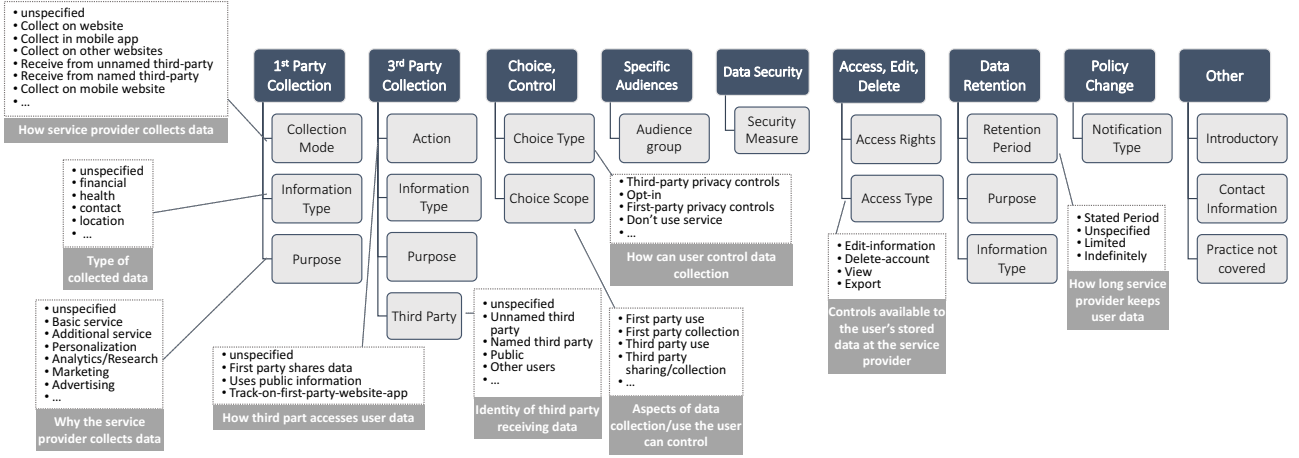 • unspecified
• Collect on website
• Collect in mobile app
• Collect on other websites
• Receive from unnamed third-party
• Receive from named third-party
• Collect on mobile website
• ...
How service provider collects data
1st Party
Collection
Collection
Mode
Information
Type
Purpose
• unspecified
• financial
• health
• contact
• location
• ...
Type of
collected data
• unspecified
• Basic service
• Additional service
• Personalization
• Analytics/Research
• Marketing
• Advertising
• ...
Why the service
provider collects data
3rd Party
Collection
Action
Information
Type
Purpose
Third Party
• unspecified
• First party shares data
• Uses public information
• Track-on-first-party-website-app
How third part accesses user data
• unspecified
• Unnamed third
party
• Named third party
• Public
• Other users
• ...
Identity of third party
receiving data
Choice,
Control
Choice Type
Choice Scope
• Third-party privacy controls
• Opt-in
• First-party privacy controls
• Don't use service
• ...
How can user control data
collection
• First party use
• First party collection
• Third party use
• Third party
sharing/collection
• ...
Aspects of data
collection/use the user
can control
Specific
Audiences
Audience
group
Data Security
Security
Measure
Access, Edit,
Delete
Access Rights
Access Type
• Edit-information
• Delete-account
• View
• Export
Controls available to
the user's stored
data at the service
provider
Data
Retention
Retention
Period
Purpose
Information
Type
• Stated Period
• Unspecified
• Limited
• Indefinitely
How long service
provider keeps
user data
Policy
Change
Notification
Type
Other
Introductory
Contact
Information
Practice not
covered